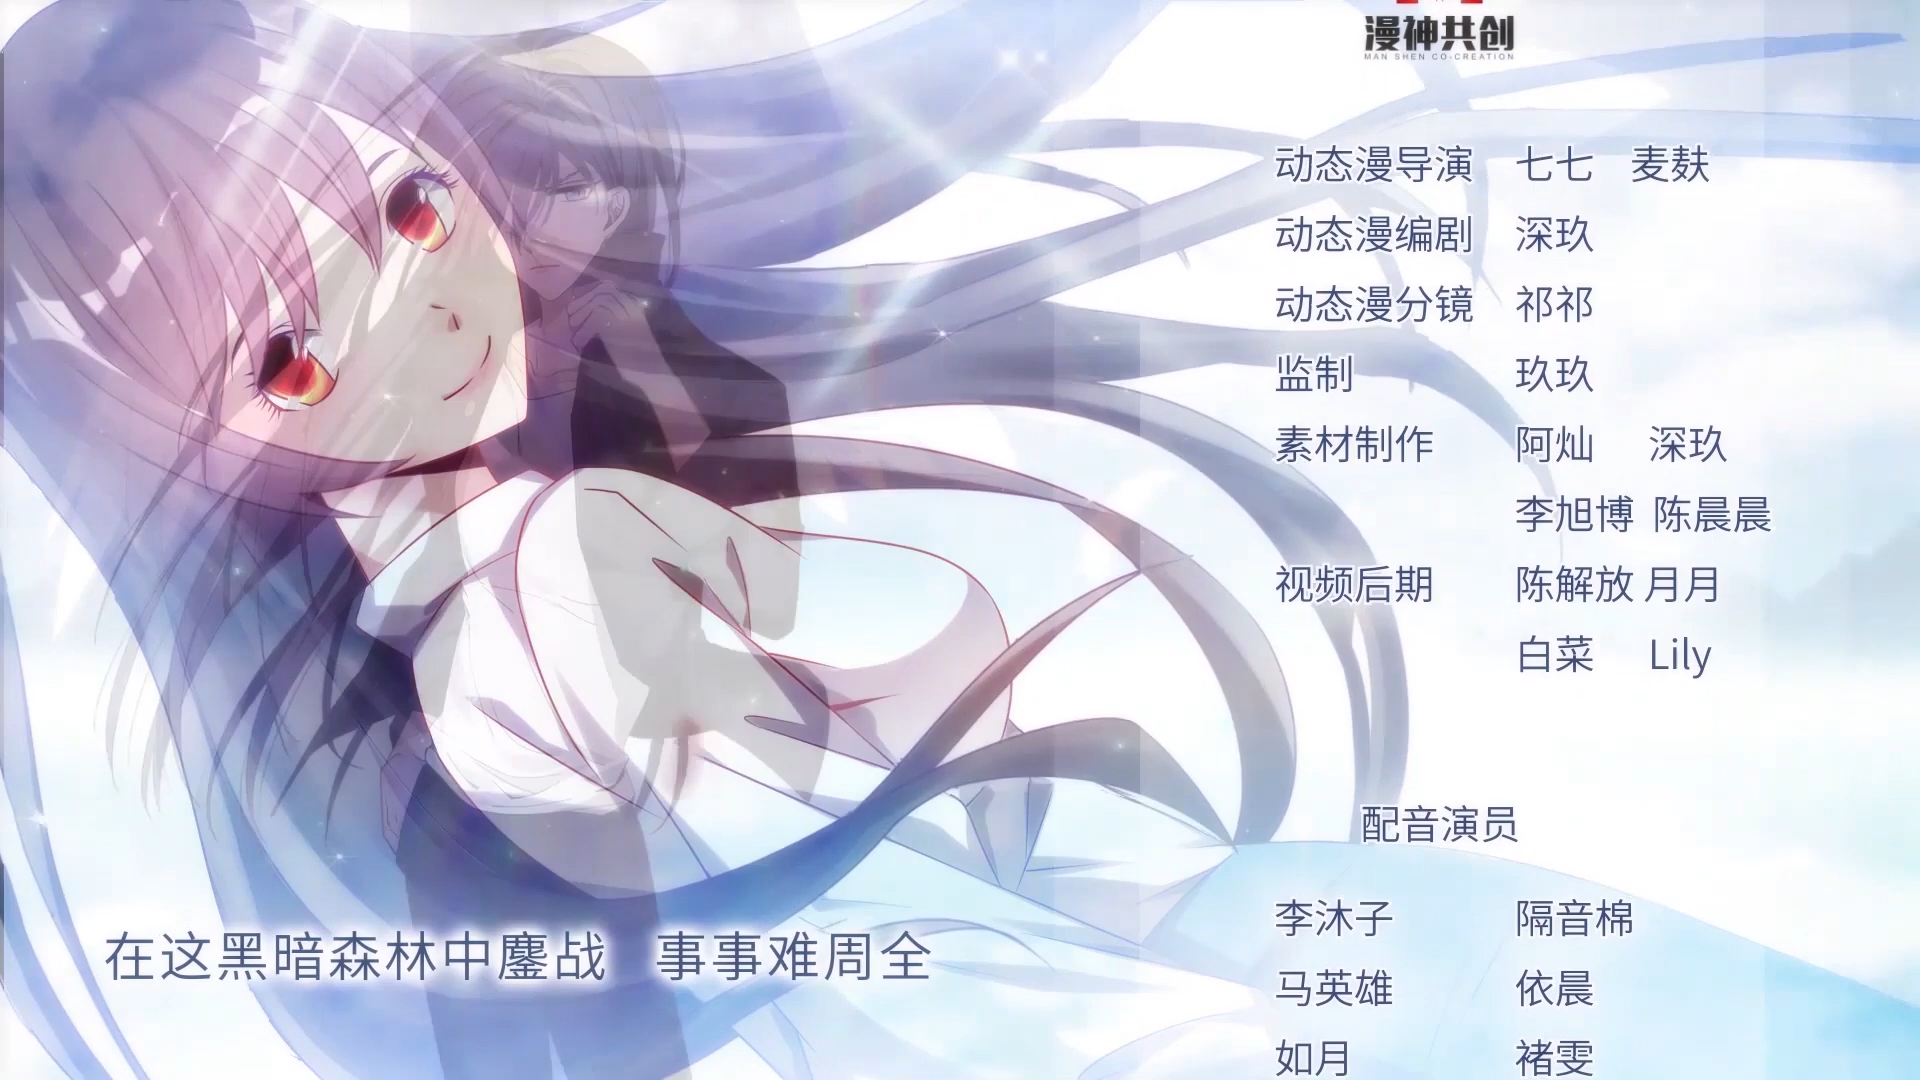 漫神共创
MAN SHEN CO-CREATION
动态漫导演 七七 麦麸
动态漫编剧 深玖
动态漫分镜 祁祁
监制 玖玖
素材制作 阿灿 深玖
李旭博 陈晨晨
视频后期 陈解放 月月
白菜 Lily
配音演员
李沐子 隔音棉
马英雄 依晨
如月 褚雯
在这黑暗森林中鏖战 事事难周全